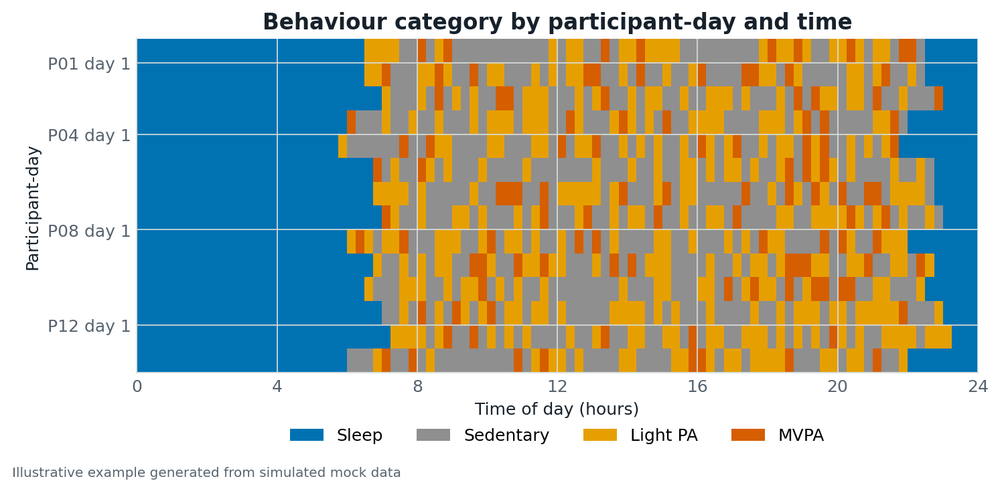 Behaviour category by participant-day and time
P01 day 1
P04 day 1
P08 day 1
P12 day 1
Participant-day
0 4 8 12 16 20 24
Time of day (hours)
Sleep Sedentary Light PA MVPA
Illustrative example generated from simulated mock data